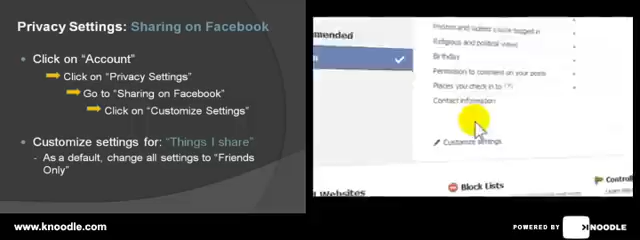 Privacy Settings: Sharing on Facebook
• Click on “Account”
Click on “Privacy Settings”
Go to “Sharing on Facebook”
Click on “Customize Settings”
• Customize settings for: “Things I share”
- As a default, change all settings to “Friends
Only”
www.knoodle.com
Religious and political views
Birthday
Permission to comment on your posts
Places you check in to [?]
Contact information
Customize settings
Websites
Block Lists
POWERED BY KNOODLE